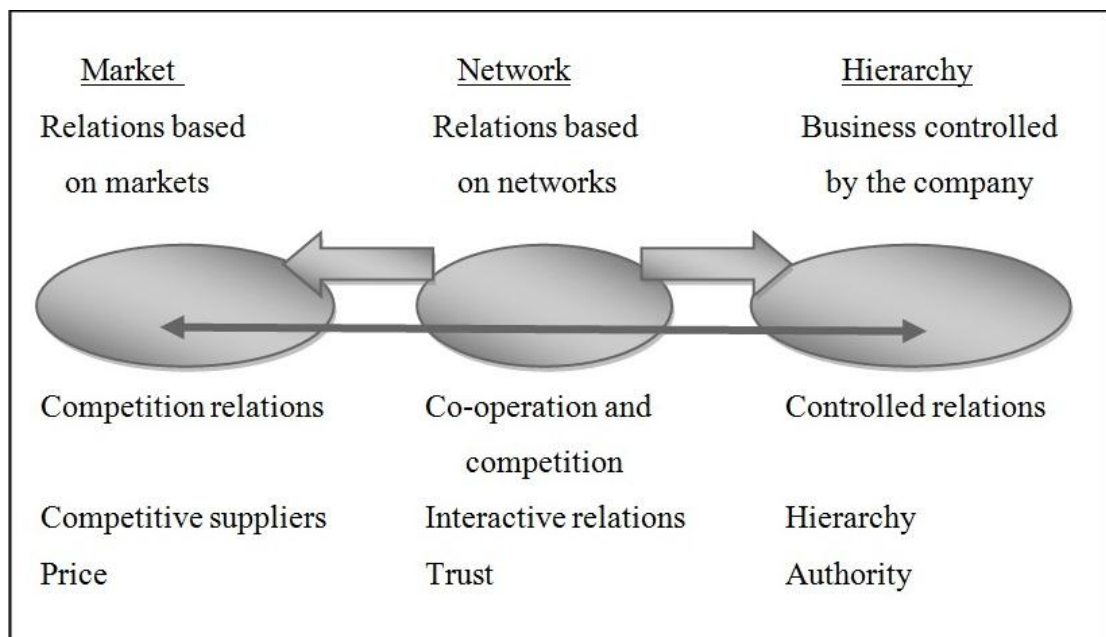 Market
Network
Hierarchy
Relations based
on markets
Relations based
on networks
Business controlled
by the company
Competition relations
Co-operation and
competition
Controlled relations
Competitive suppliers
Interactive relations
Hierarchy
Price
Trust
Authority